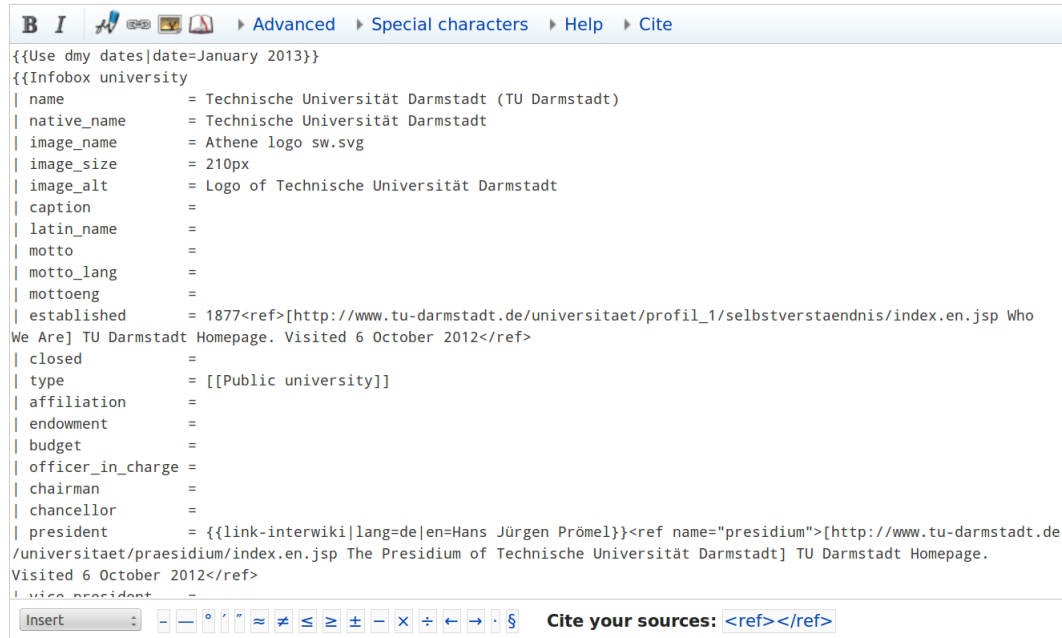 B I Advanced Special characters Help Cite
{{Use dmy dates|date=January 2013}}
{{Infobox university
| name = Technische Universität Darmstadt (TU Darmstadt)
| native_name = Technische Universität Darmstadt
| image_name = Athene logo sw.svg
| image_size = 210px
| image_alt = Logo of Technische Universität Darmstadt
| caption =
| latin_name =
| motto =
| motto_lang =
| mottoeng =
| established = 1877<ref>[http://www.tu-darmstadt.de/universitaet/profil_1/selbstverstaendnis/index.en.jsp Who
We Are] TU Darmstadt Homepage. Visited 6 October 2012</ref>
| closed =
| type = [[Public university]]
| affiliation =
| endowment =
| budget =
| officer_in_charge =
| chairman =
| chancellor =
| president = {{link-interwiki|lang=de|en=Hans Jürgen Prömel}}<ref name="presidium">[http://www.tu-darmstadt.de
/universitaet/praesidium/index.en.jsp The Presidium of Technische Universität Darmstadt] TU Darmstadt Homepage.
Visited 6 October 2012</ref>
| vice_president =
Insert – — ° ′ ″ ≈ ≠ ≤ ≥ ± − × ÷ ← → · § Cite your sources: <ref></ref>